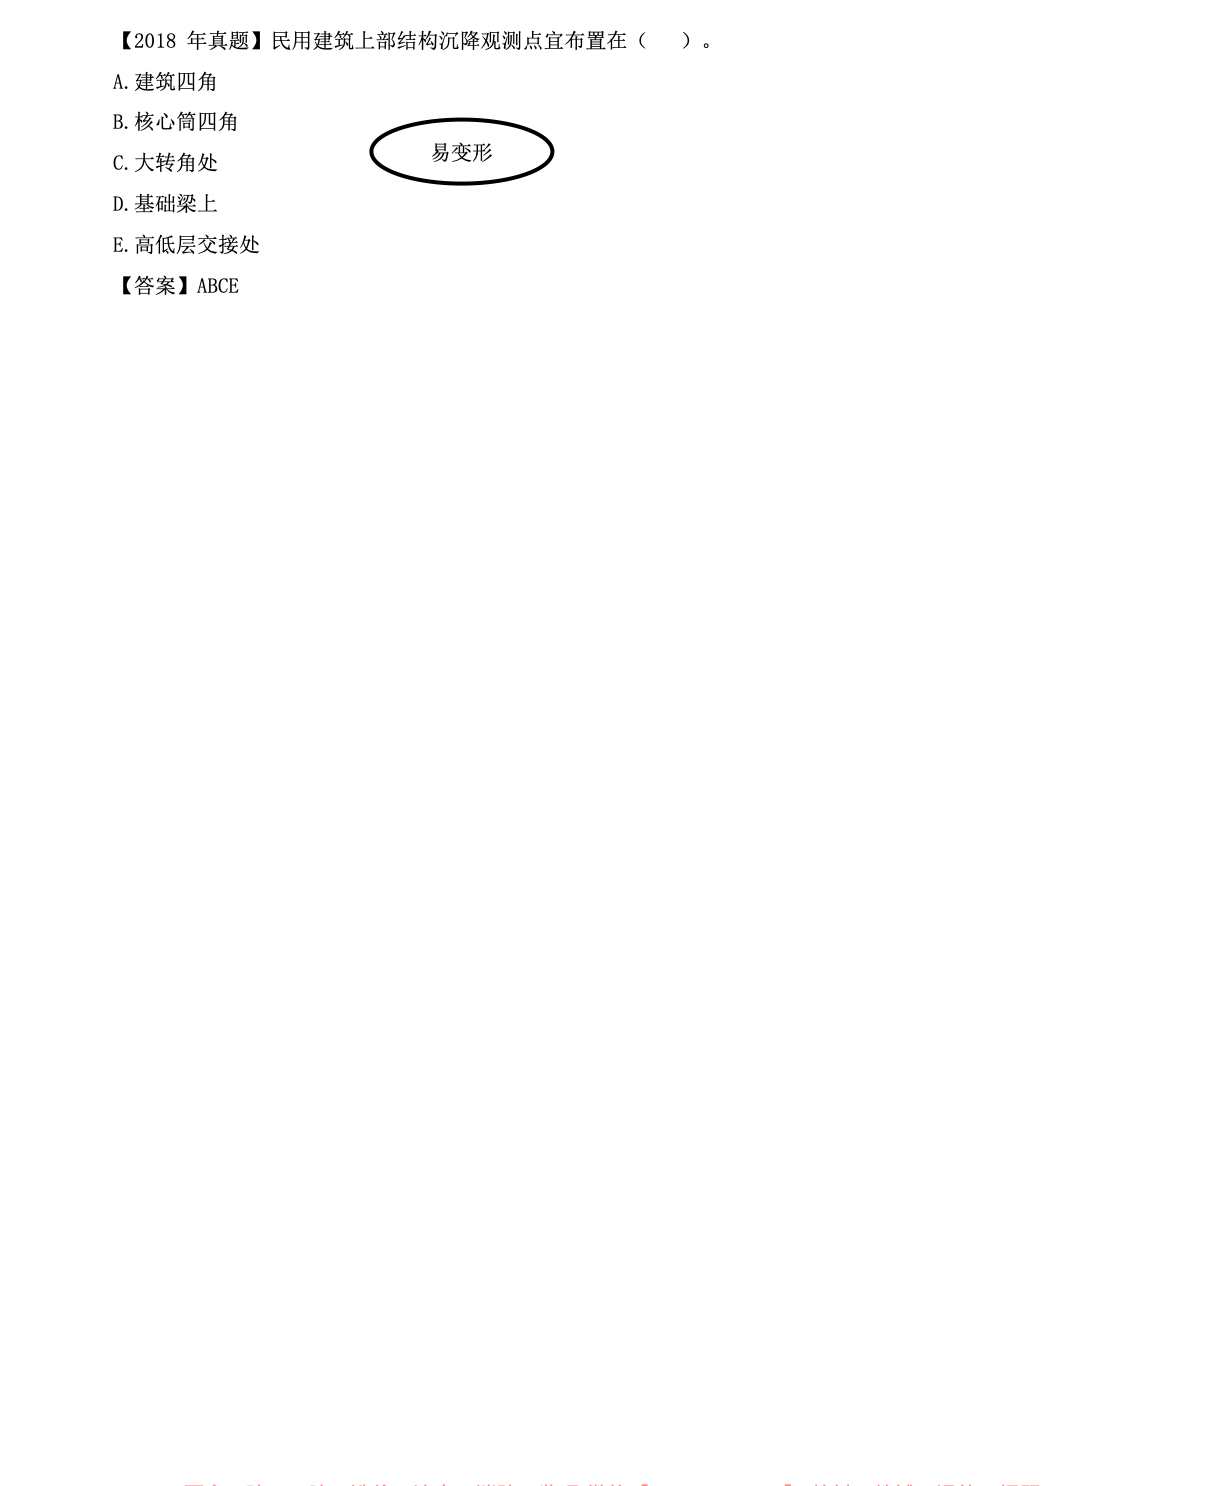 【2018 年真题】民用建筑上部结构沉降观测点宜布置在（　）。
A.建筑四角
B.核心筒四角
易变形
C.大转角处
D.基础梁上
E.高低层交接处
【答案】ABCE